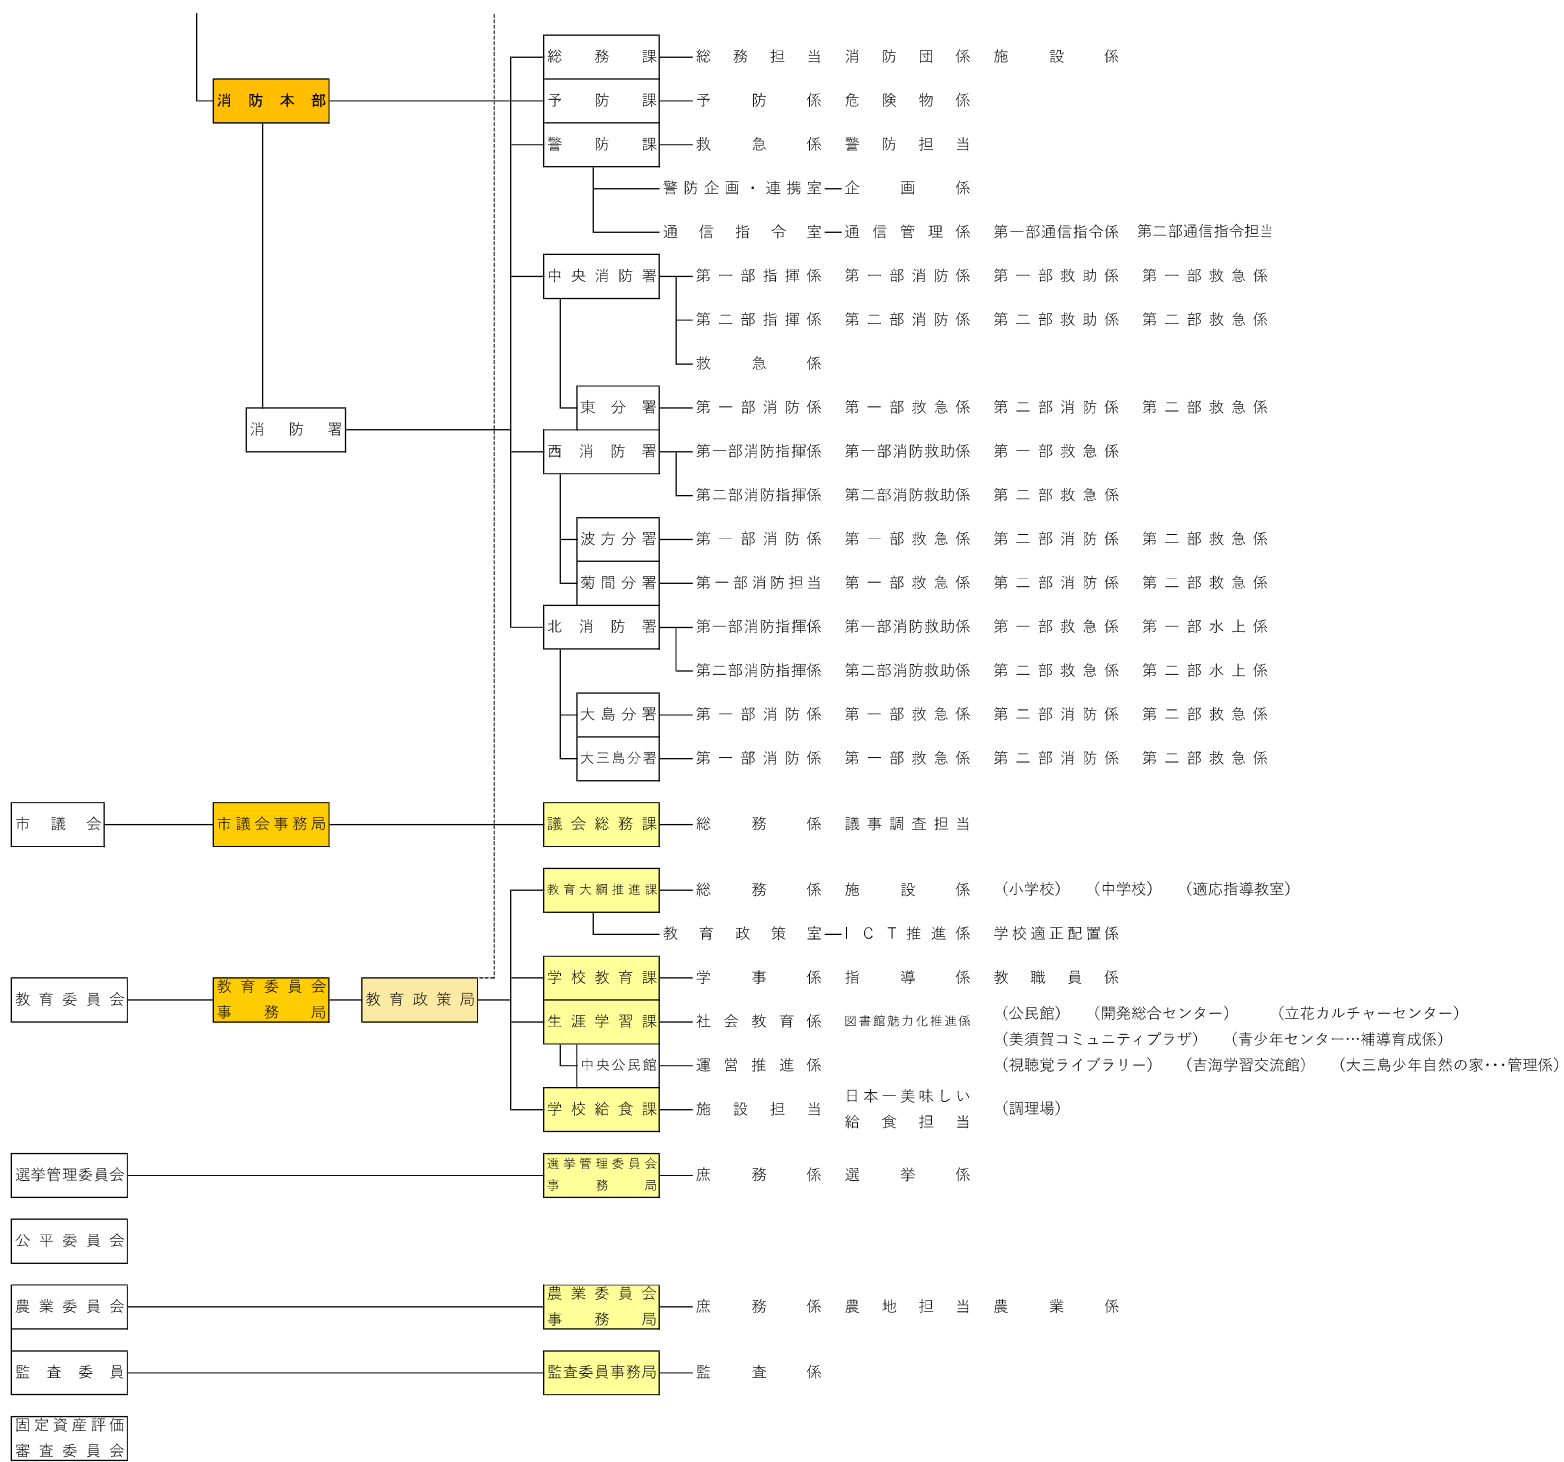 総務課 総務担当 消防団係 施設係
消防本部 予防課 予防係 危険物係
警防課 救急係 警防担当
警防企画・連携室 企画係
通信指令室 通信管理係 第一部通信指令係 第二部通信指令担当
中央消防署 第一部指揮係 第一部消防係 第一部救助係 第一部救急係
第二部指揮係 第二部消防係 第二部救助係 第二部救急係
救急係
東分署 第一部消防係 第一部救急係 第二部消防係 第二部救急係
消防署
西消防署 第一部消防指揮係 第一部消防救助係 第一部救急係
第二部消防指揮係 第二部消防救助係 第二部救急係
波方分署 第一部消防係 第一部救急係 第二部消防係 第二部救急係
菊間分署 第一部消防担当 第一部救急係 第二部消防係 第二部救急係
北消防署 第一部消防指揮係 第一部消防救助係 第一部救急係 第一部水上係
第二部消防指揮係 第二部消防救助係 第二部救急係 第二部水上係
大島分署 第一部消防係 第一部救急係 第二部消防係 第二部救急係
大三島分署 第一部消防係 第一部救急係 第二部消防係 第二部救急係
市議会 市議会事務局 議会総務課 総務係 議事調査担当
教育大綱推進課 総務係 施設係 （小学校） （中学校） （適応指導教室）
教育政策室 ICT推進係 学校適正配置係
学校教育課 学事係 指導係 教職員係
教育委員会 教育委員会
事務局 教育政策局
生涯学習課 社会教育係 図書館魅力化推進係 （公民館） （開発総合センター） （立花カルチャーセンター）
（美須賀コミュニティプラザ） （青少年センター…補導育成係）
中央公民館 運営推進係 （視聴覚ライブラリー） （吉海学習交流館） （大三島少年自然の家･･･管理係）
学校給食課 施設担当 日本一美味しい
給食担当 （調理場）
選挙管理委員会 選挙管理委員会
事務局 庶務係 選挙係
公平委員会
農業委員会 農業委員会
事務局 庶務係 農地担当 農業係
監査委員 監査委員事務局 監査係
固定資産評価
審査委員会